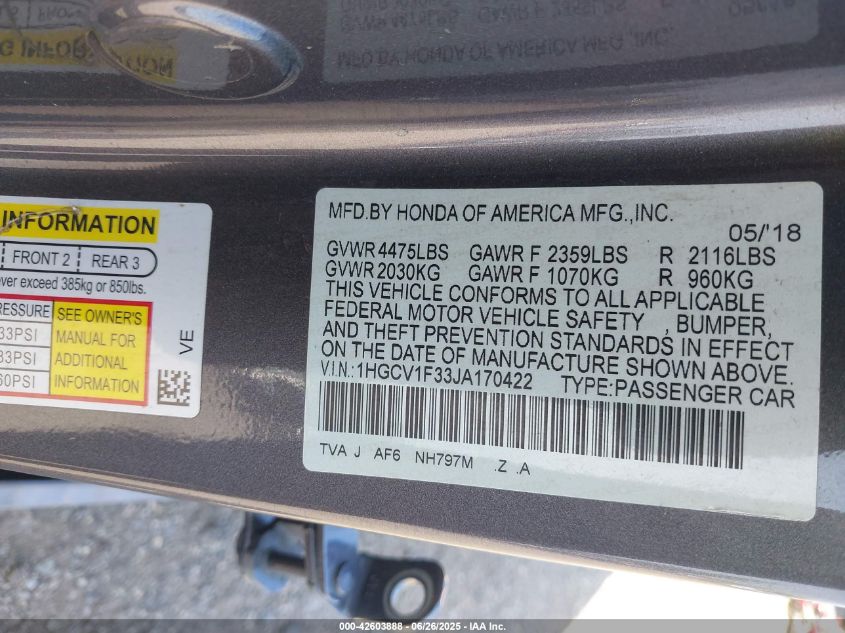 INFORMATION
FRONT 2 | REAR 3
ver exceed 385kg or 850lbs.
RESSURE
33PSI
33PSI
60PSI
SEE OWNER'S
MANUAL FOR
ADDITIONAL
INFORMATION
VE
MFD.BY HONDA OF AMERICA MFG.,INC.
05/'18
GVWR 4475LBS GAWR F 2359LBS R 2116LBS
GVWR 2030KG GAWR F 1070KG R 960KG
THIS VEHICLE CONFORMS TO ALL APPLICABLE
FEDERAL MOTOR VEHICLE SAFETY , BUMPER,
AND THEFT PREVENTION STANDARDS IN EFFECT
ON THE DATE OF MANUFACTURE SHOWN ABOVE.
V.I.N.:1HGCV1F33JA170422 TYPE:PASSENGER CAR
TVA J AF6 NH797M .Z .A
000-42603888 - 06/26/2025 - IAA Inc.